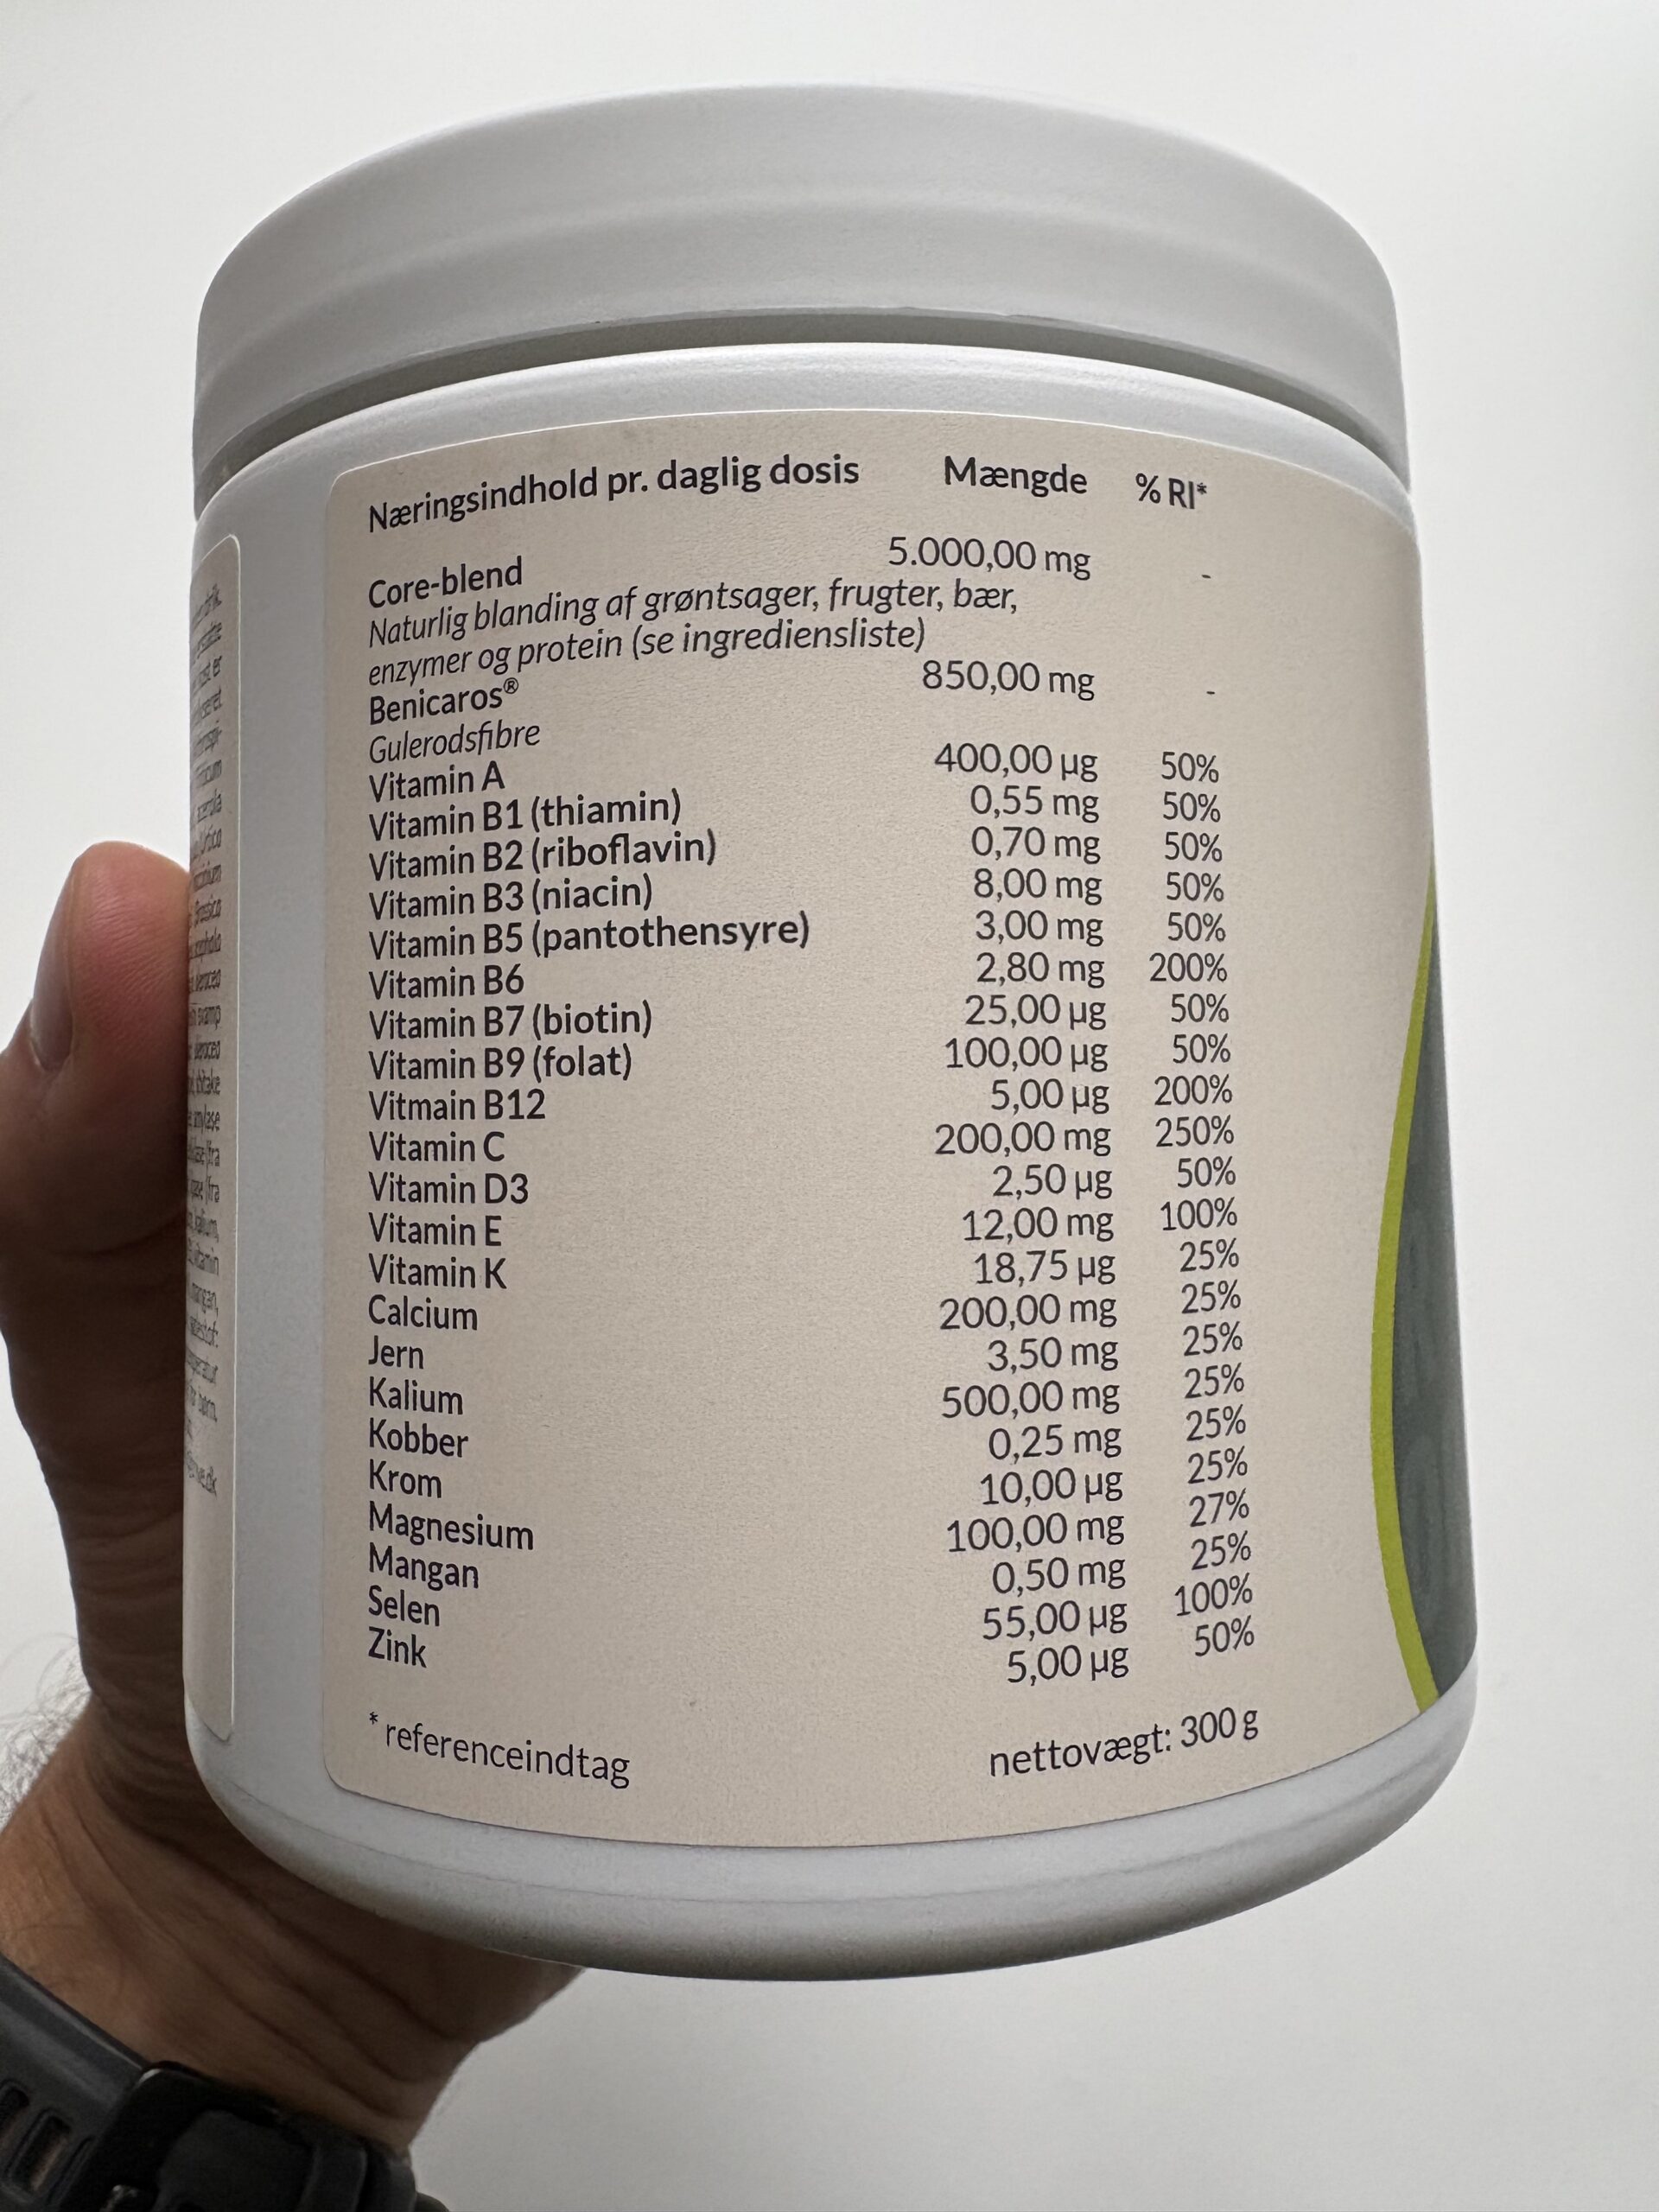 Næringsindhold pr. daglig dosis Mængde % RI*
Core-blend 5.000,00 mg -
Naturlig blanding af grøntsager, frugter, bær,
enzymer og protein (se ingrediensliste)
Benicaros® 850,00 mg -
Gulerodsfibre
Vitamin A 400,00 µg 50%
Vitamin B1 (thiamin) 0,55 mg 50%
Vitamin B2 (riboflavin) 0,70 mg 50%
Vitamin B3 (niacin) 8,00 mg 50%
Vitamin B5 (pantothensyre) 3,00 mg 50%
Vitamin B6 2,80 mg 200%
Vitamin B7 (biotin) 25,00 µg 50%
Vitamin B9 (folat) 100,00 µg 50%
Vitmain B12 5,00 µg 200%
Vitamin C 200,00 mg 250%
Vitamin D3 2,50 µg 50%
Vitamin E 12,00 mg 100%
Vitamin K 18,75 µg 25%
Calcium 200,00 mg 25%
Jern 3,50 mg 25%
Kalium 500,00 mg 25%
Kobber 0,25 mg 25%
Krom 10,00 µg 25%
Magnesium 100,00 mg 27%
Mangan 0,50 mg 25%
Selen 55,00 µg 100%
Zink 5,00 µg 50%
* referenceindtag nettovægt: 300 g